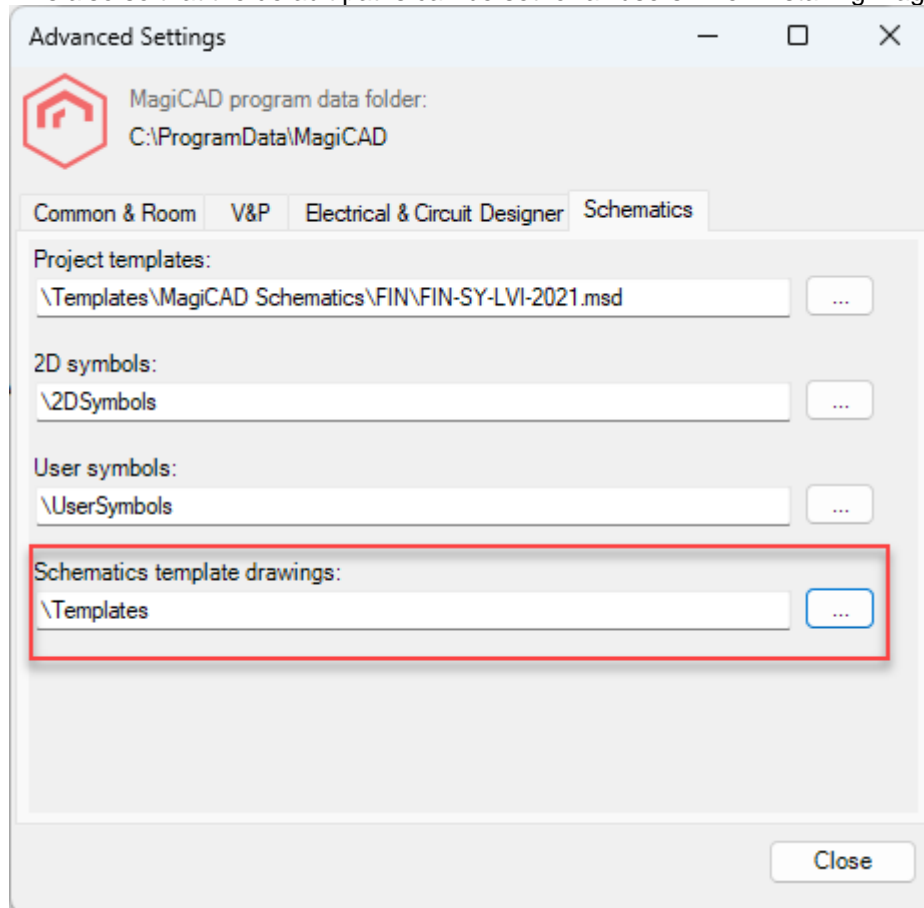 Advanced Settings
MagiCAD program data folder:
C:\ProgramData\MagiCAD
Common & Room V&P Electrical & Circuit Designer Schematics
Project templates:
\Templates\MagiCAD Schematics\FIN\FIN-SY-LVI-2021.msd ...
2D symbols:
\2DSymbols ...
User symbols:
\UserSymbols ...
Schematics template drawings:
\Templates ...
Close